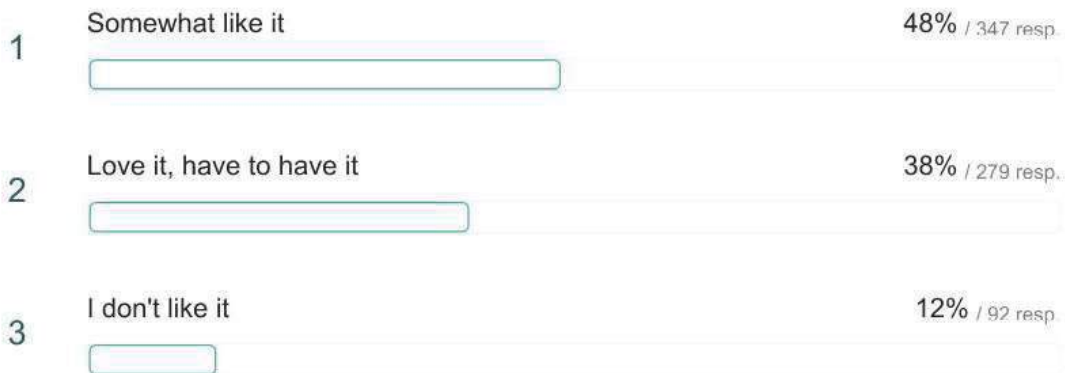 1 Somewhat like it 48% / 347 resp.
2 Love it, have to have it 38% / 279 resp.
3 I don't like it 12% / 92 resp.